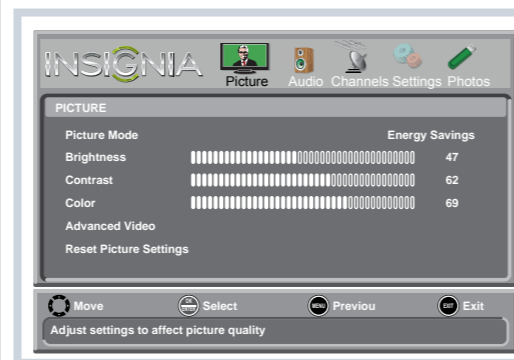 INSIGNIA
Picture Audio Channels Settings Photos
PICTURE
Picture Mode Energy Savings
Brightness 47
Contrast 62
Color 69
Advanced Video
Reset Picture Settings
Move OK ENTER Select MENU Previou EXIT Exit
Adjust settings to affect picture quality